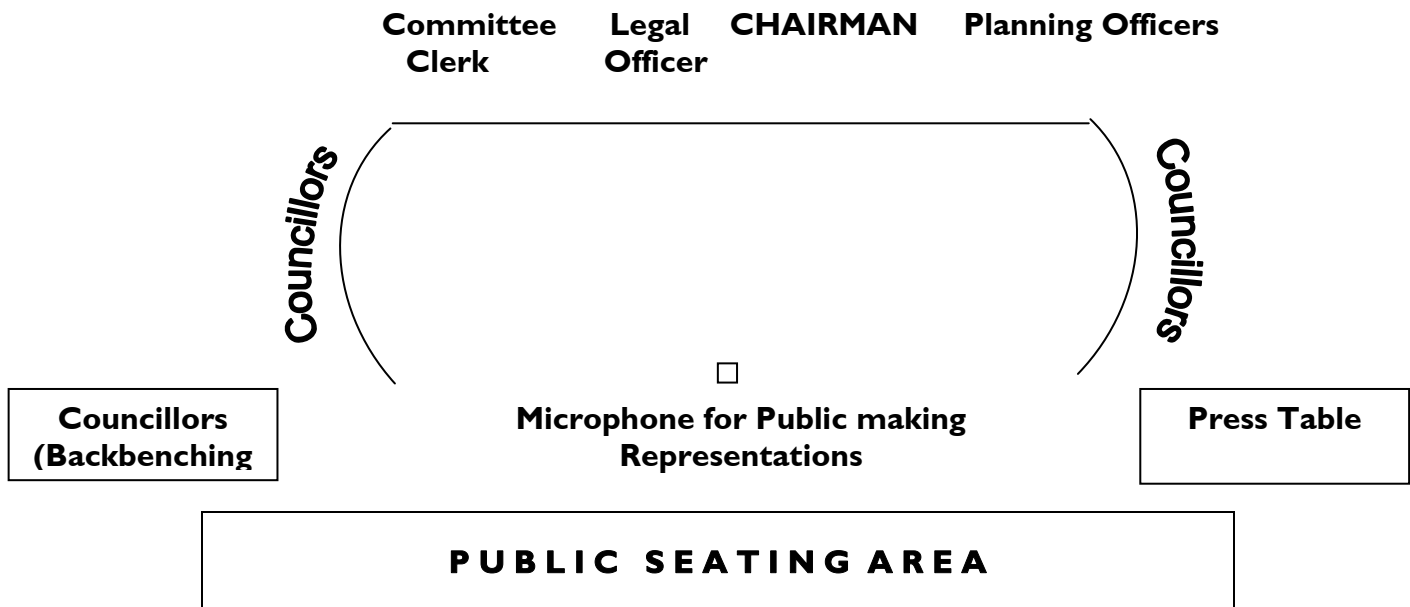 Committee Legal CHAIRMAN Planning Officers
Clerk Officer
Councillors
Councillors
Councillors
(Backbenching
Microphone for Public making
Representations
Press Table
PUBLIC SEATING AREA